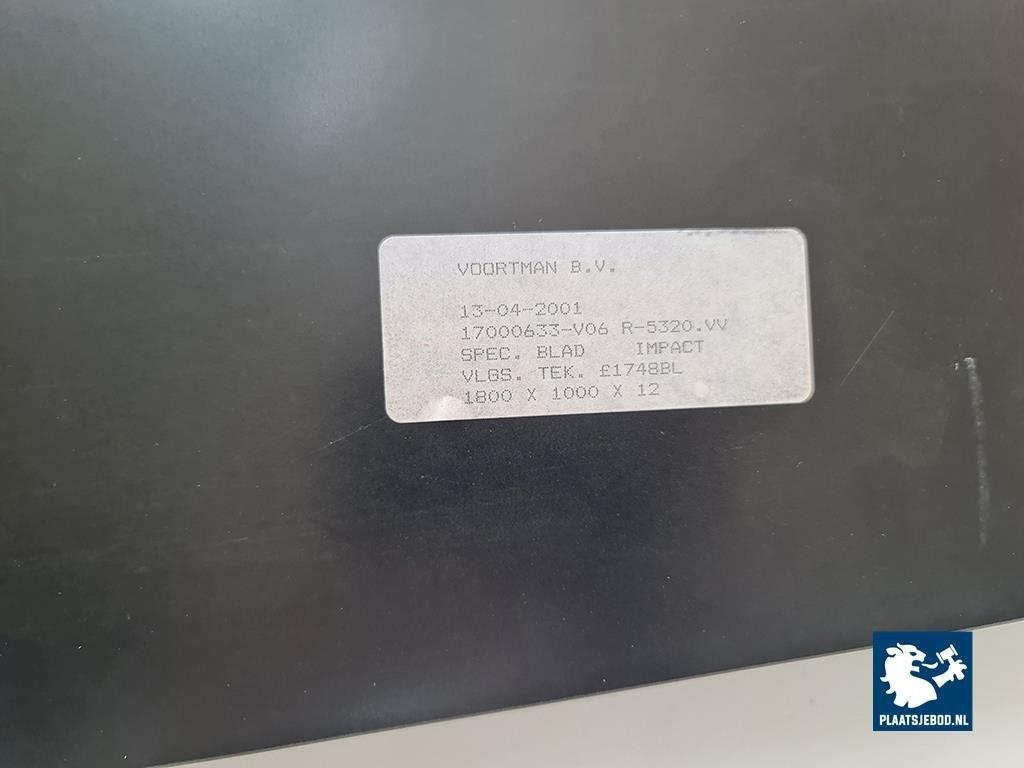 VOORTMAN B.V.
13-04-2001
17000633-V06 R-5320.VV
SPEC. BLAD IMPACT
VLGS. TEK. £1748BL
1800 X 1000 X 12
PLAATSJEBOD.NL